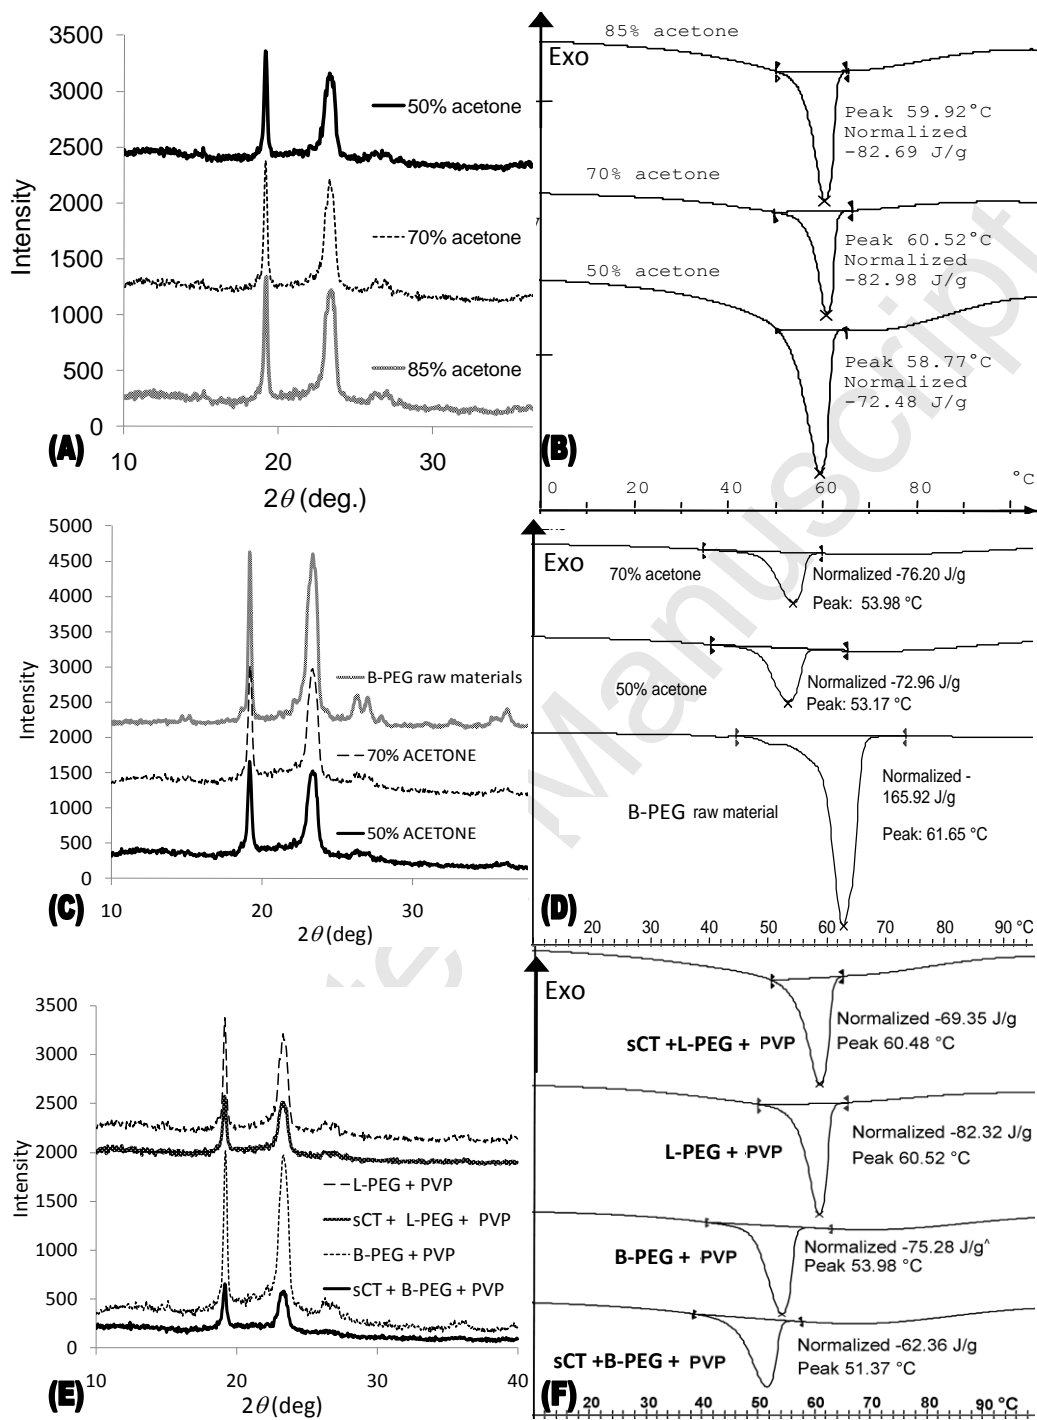 3500
3000
2500
2000
1500
1000
500
0
Intensity
50% acetone
70% acetone
85% acetone
10
20
30
2θ (deg.)
(A)
Exo
85% acetone
Peak 59.92°C
Normalized
-82.69 J/g
70% acetone
Peak 60.52°C
Normalized
-82.98 J/g
50% acetone
Peak 58.77°C
Normalized
-72.48 J/g
(B)
0
40
60
80
°C
5000
4500
4000
3500
3000
2500
2000
1500
1000
500
0
Intensity
B-PEG raw materials
70% ACETONE
50% ACETONE
10
20
30
2θ (deg)
(C)
Exo
70% acetone
Normalized -76.20 J/g
Peak: 53.98 °C
50% acetone
Normalized -72.96 J/g
Peak: 53.17 °C
B-PEG raw material
Normalized -
165.92 J/g
Peak: 61.65 °C
(D)
20
30
40
50
60
70
80
90 °C
3500
3000
2500
2000
1500
1000
500
0
Intensity
L-PEG + PVP
sCT + L-PEG + PVP
B-PEG + PVP
sCT + B-PEG + PVP
10
20
30
40
2θ (deg)
(E)
Exo
sCT +L-PEG + PVP
Normalized -69.35 J/g
Peak 60.48 °C
L-PEG + PVP
Normalized -82.32 J/g
Peak 60.52 °C
B-PEG + PVP
Normalized -75.28 J/g^
Peak 53.98 °C
sCT +B-PEG + PVP
Normalized -62.36 J/g
Peak 51.37 °C
(F)
20
30
40
50
60
70
80
90 °C
Manuscript